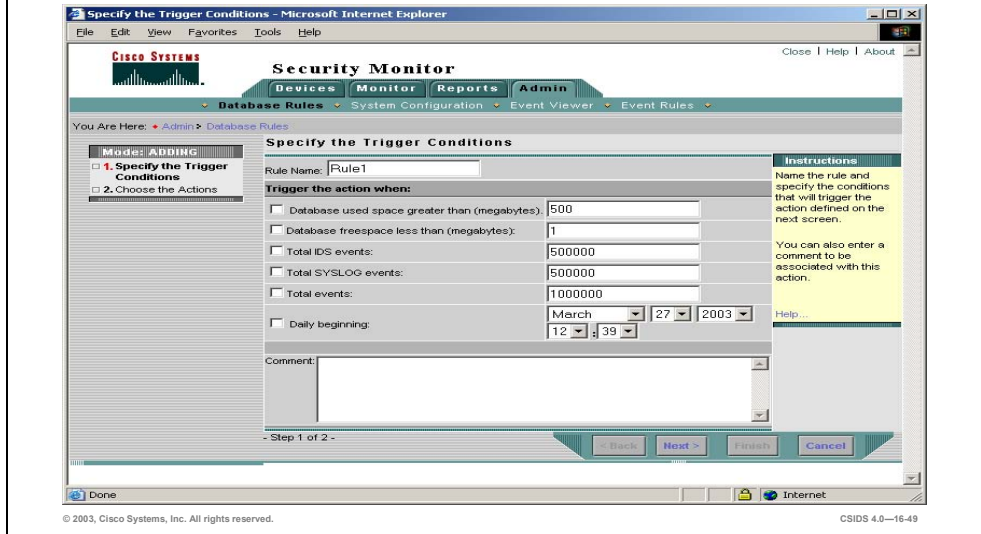 Specify the Trigger Conditions - Microsoft Internet Explorer
File Edit View Favorites Tools Help
CISCO SYSTEMS
Close | Help | About
Security Monitor
Devices Monitor Reports Admin
Database Rules System Configuration Event Viewer Event Rules
You Are Here: Admin > Database Rules
Mode: ADDING
1. Specify the Trigger
Conditions
2. Choose the Actions
Specify the Trigger Conditions
Rule Name: Rule1
Trigger the action when:
Database used space greater than (megabytes). 500
Database freespace less than (megabytes): 1
Total IDS events: 500000
Total SYSLOG events: 500000
Total events: 1000000
Daily beginning: March 27 2003
12 : 39
Comment:
- Step 1 of 2 -
< Back Next > Finish Cancel
Instructions
Name the rule and
specify the conditions
that will trigger the
action defined on the
next screen.
You can also enter a
comment to be
associated with this
action.
Help...
Done Internet
© 2003, Cisco Systems, Inc. All rights reserved. CSIDS 4.0—16-49